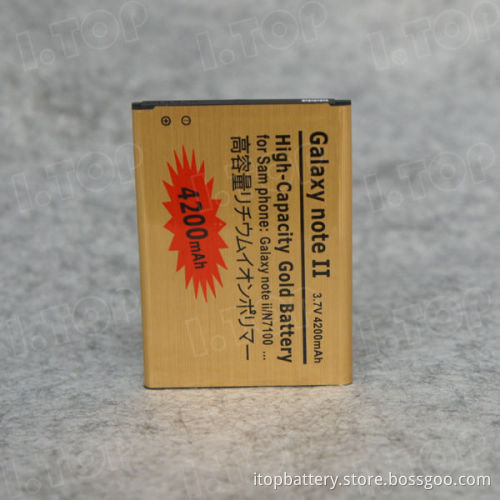 Galaxy note II
3.7V 4200mAh
High-Capacity Gold Battery
for Sam phone: Galaxy note ii/N7100 ...
高容量リチウムイオンポリマー
4200mAh
I.TOP
I.TOP
I.TOP
I.TOP
itopbattery.store.bossgoo.com